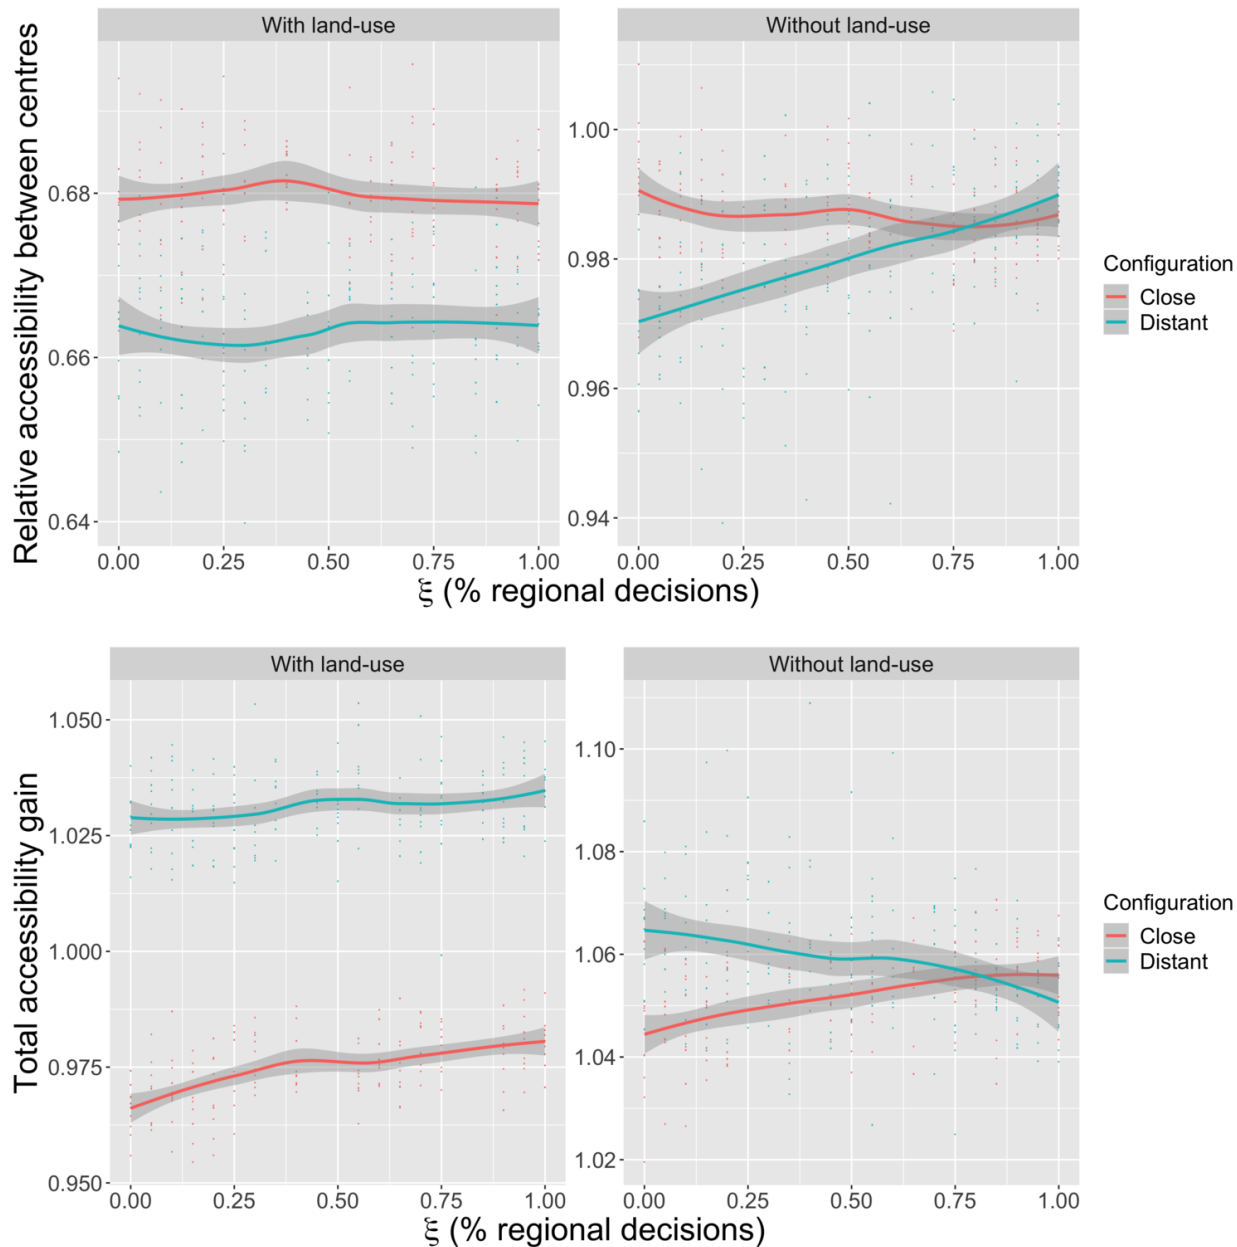 With land-use
Without land-use
Relative accessibility between centres
0.68
0.66
0.64
1.00
0.98
0.96
0.94
0.00 0.25 0.50 0.75 1.00
0.00 0.25 0.50 0.75 1.00
ξ (% regional decisions)
Configuration
Close
Distant
With land-use
Without land-use
Total accessibility gain
1.050
1.025
1.000
0.975
0.950
1.10
1.08
1.06
1.04
1.02
0.00 0.25 0.50 0.75 1.00
0.00 0.25 0.50 0.75 1.00
ξ (% regional decisions)
Configuration
Close
Distant